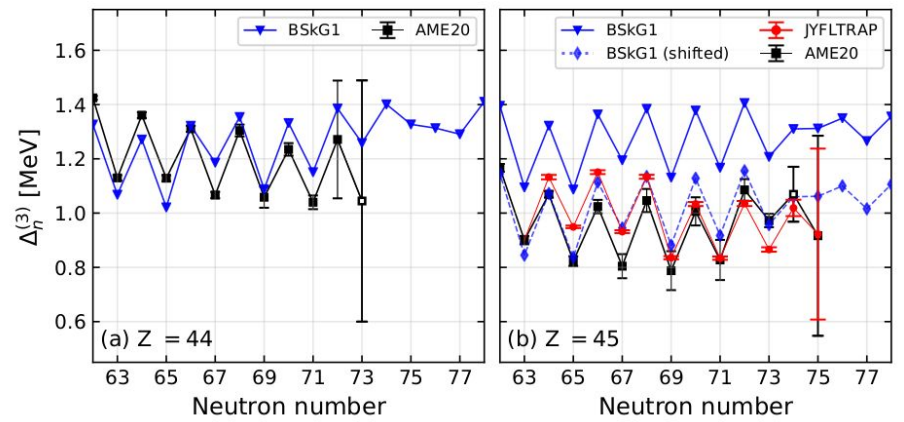 BSkG1 AME20
BSkG1 JYFLTRAP
BSkG1 (shifted) AME20
1.6
1.4
1.2
1.0
0.8
0.6
Δn(3) [MeV]
(a) Z = 44
(b) Z = 45
63 65 67 69 71 73 75 77
63 65 67 69 71 73 75 77
Neutron number
Neutron number